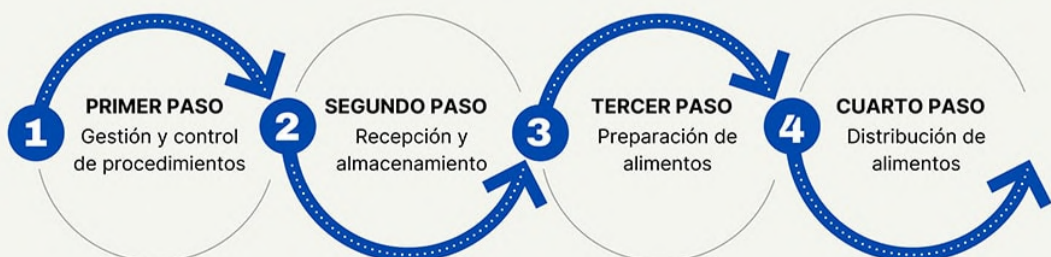 1
PRIMER PASO
Gestión y control
de procedimientos
2
SEGUNDO PASO
Recepción y
almacenamiento
3
TERCER PASO
Preparación de
alimentos
4
CUARTO PASO
Distribución de
alimentos